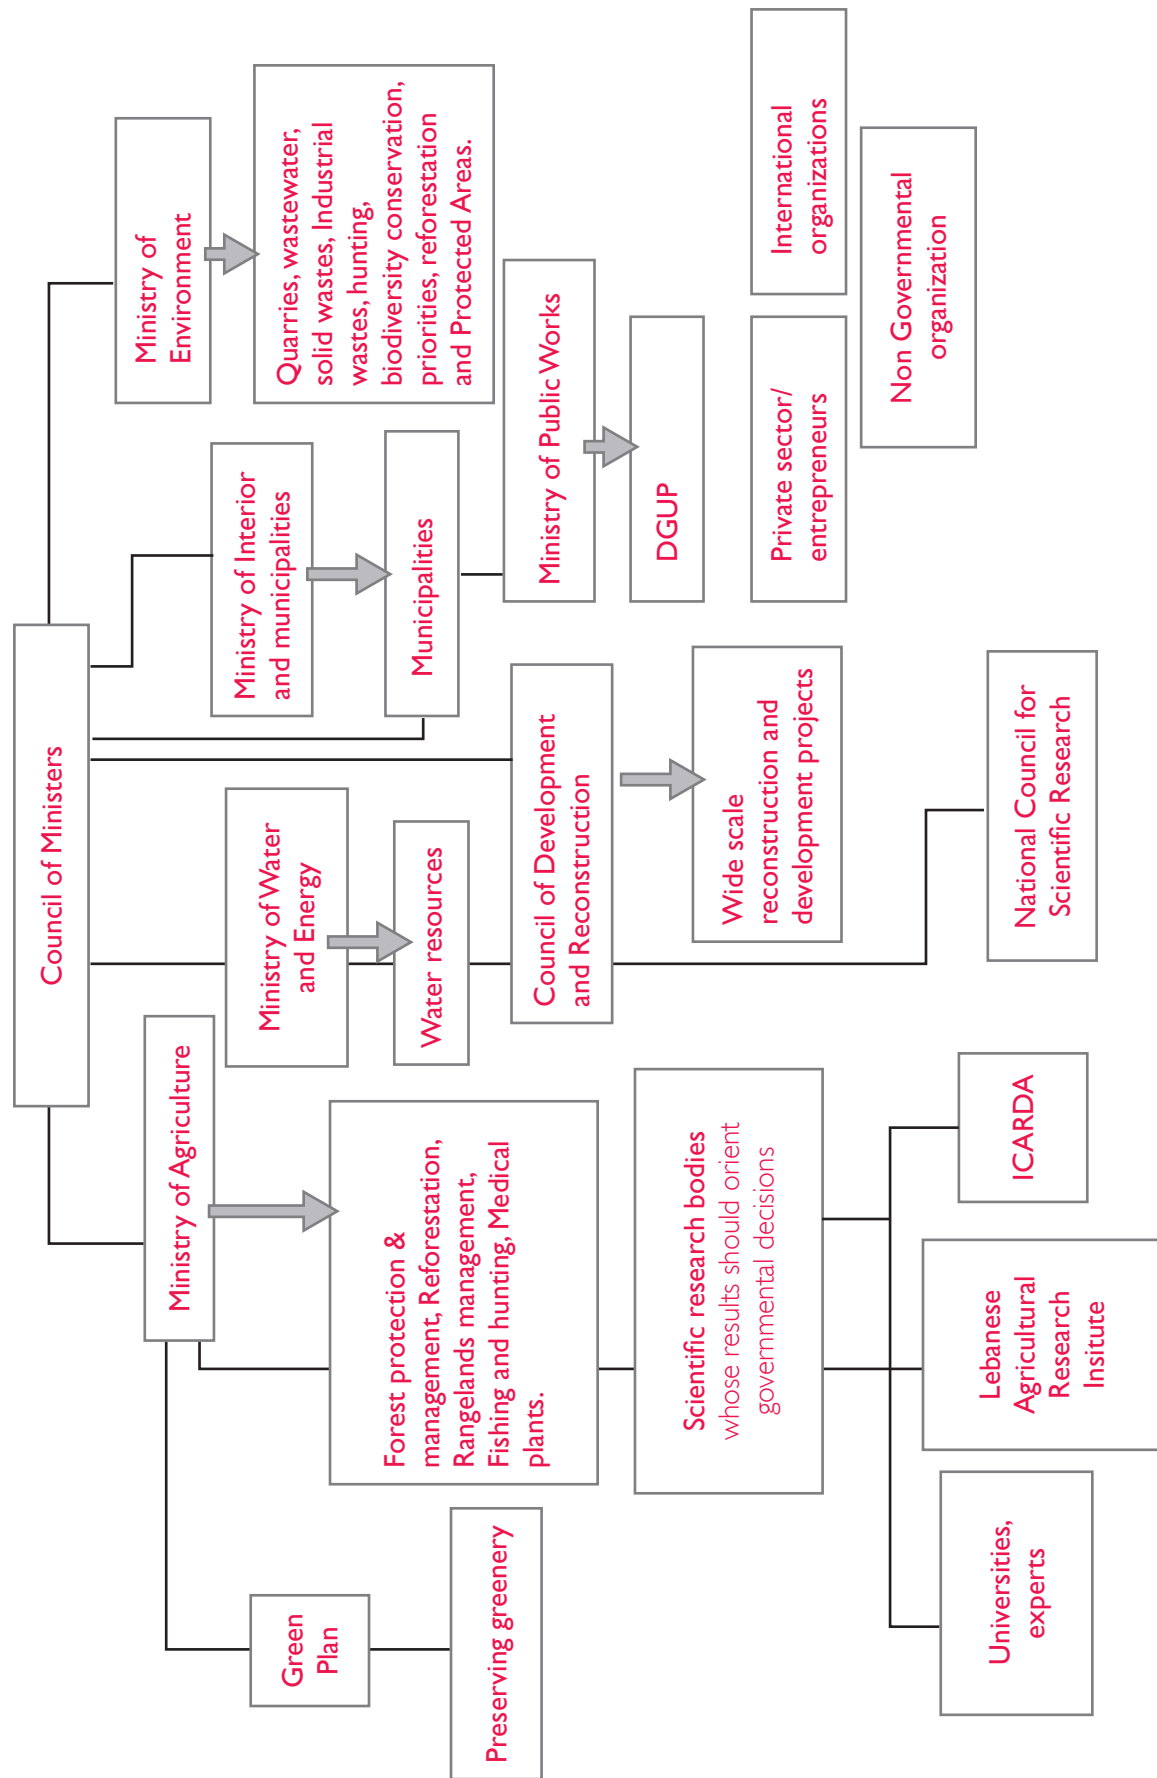 Council of Ministers
Ministry of Agriculture
Ministry of Water
and Energy
Ministry of Interior
and municipalities
Ministry of
Environment
Green
Plan
Preserving greenery
Forest protection &
management, Reforestation,
Rangelands management,
Fishing and hunting, Medical
plants.
Water resources
Municipalities
Quarries, wastewater,
solid wastes, Industrial
wastes, hunting,
biodiversity conservation,
priorities, reforestation
and Protected Areas.
Council of Development
and Reconstruction
Ministry of Public Works
Scientific research bodies
whose results should orient
governmental decisions
Wide scale
reconstruction and
development projects
DGUP
Private sector/
entrepreneurs
International
organizations
Non Governmental
organization
Universities,
experts
Lebanese
Agricultural
Research
Insitute
ICARDA
National Council for
Scientific Research